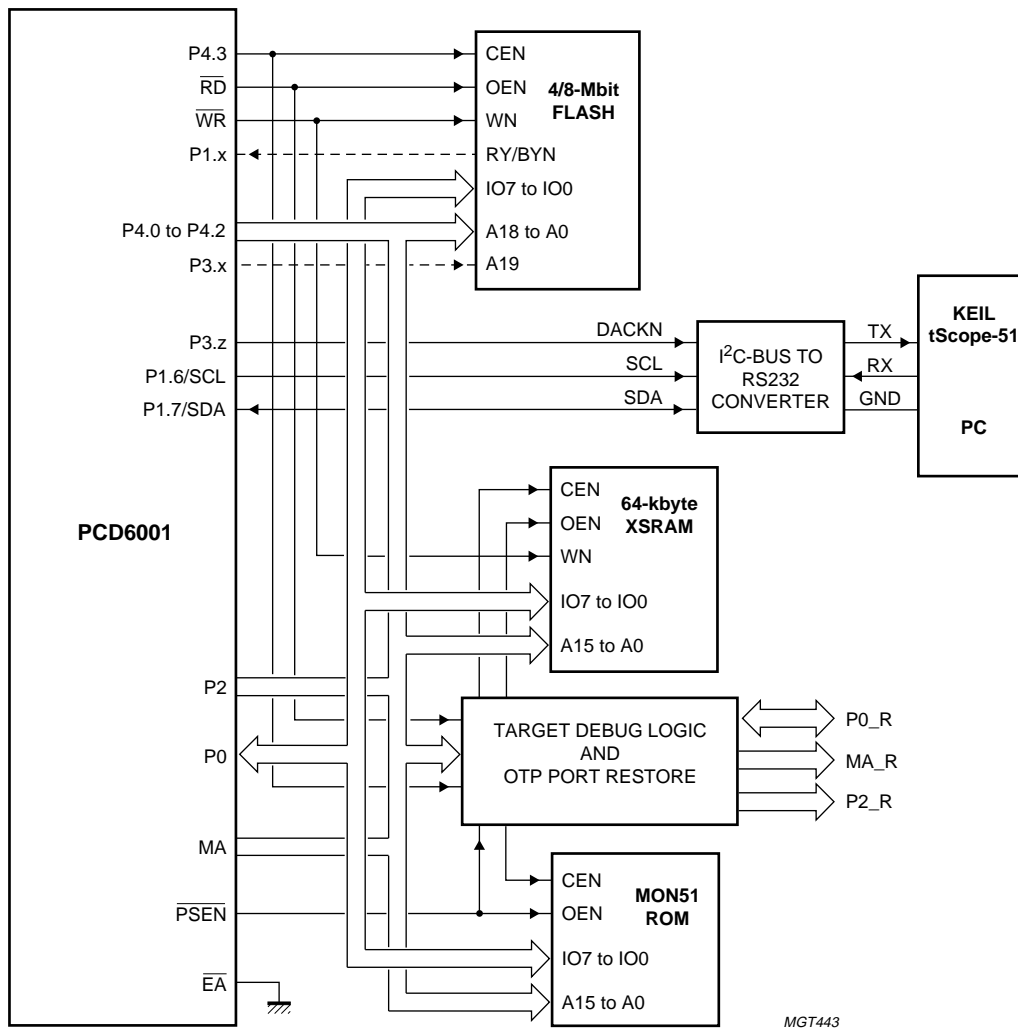 PCD6001
P4.3
RD
WR
P1.x
P4.0 to P4.2
P3.x
P3.z
P1.6/SCL
P1.7/SDA
P2
P0
MA
PSEN
EA
CEN
OEN
WN
RY/BYN
IO7 to IO0
A18 to A0
A19
4/8-Mbit
FLASH
DACKN
SCL
SDA
I2C-BUS TO
RS232
CONVERTER
TX
RX
GND
KEIL
tScope-51
PC
CEN
OEN
WN
IO7 to IO0
A15 to A0
64-kbyte
XSRAM
TARGET DEBUG LOGIC
AND
OTP PORT RESTORE
P0_R
MA_R
P2_R
CEN
OEN
IO7 to IO0
A15 to A0
MON51
ROM
MGT443